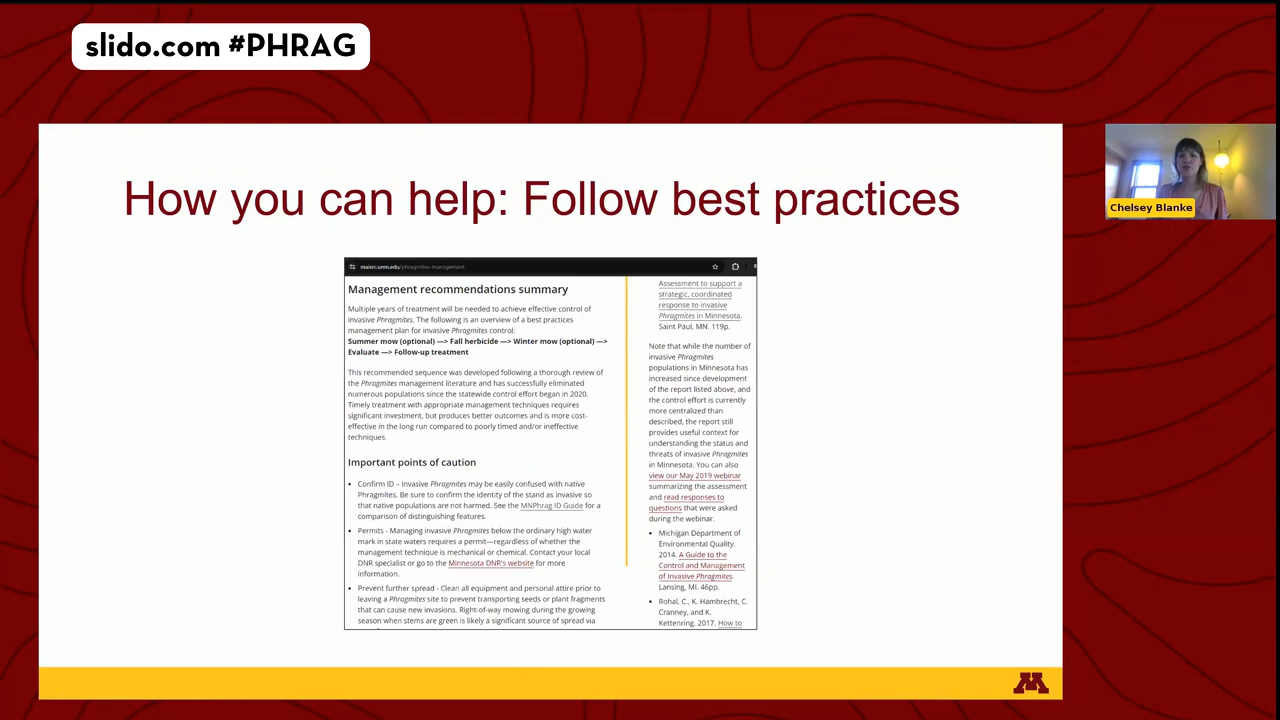 slido.com #PHRAG
How you can help: Follow best practices
maisrc.umn.edu/phragmites-management
Management recommendations summary
Multiple years of treatment will be needed to achieve effective control of
invasive Phragmites. The following is an overview of a best practices
management plan for invasive Phragmites control:
Summer mow (optional) —> Fall herbicide —> Winter mow (optional) —>
Evaluate —> Follow-up treatment
This recommended sequence was developed following a thorough review of
the Phragmites management literature and has successfully eliminated
numerous populations since the statewide control effort began in 2020.
Timely treatment with appropriate management techniques requires
significant investment, but produces better outcomes and is more cost-
effective in the long run compared to poorly timed and/or ineffective
techniques.
Important points of caution
• Confirm ID – Invasive Phragmites may be easily confused with native
Phragmites. Be sure to confirm the identity of the stand as invasive so
that native populations are not harmed. See the MNPhrag ID Guide for a
comparison of distinguishing features.
• Permits - Managing invasive Phragmites below the ordinary high water
mark in state waters requires a permit—regardless of whether the
management technique is mechanical or chemical. Contact your local
DNR specialist or go to the Minnesota DNR's website for more
information.
• Prevent further spread - Clean all equipment and personal attire prior to
leaving a Phragmites site to prevent transporting seeds or plant fragments
that can cause new invasions. Right-of-way mowing during the growing
season when stems are green is likely a significant source of spread via
Assessment to support a
strategic, coordinated
response to invasive
Phragmites in Minnesota.
Saint Paul, MN. 119p.
Note that while the number of
invasive Phragmites
populations in Minnesota has
increased since development
of the report listed above, and
the control effort is currently
more centralized than
described, the report still
provides useful context for
understanding the status and
threats of invasive Phragmites
in Minnesota. You can also
view our May 2019 webinar
summarizing the assessment
and read responses to
questions that were asked
during the webinar.
• Michigan Department of
Environmental Quality.
2014. A Guide to the
Control and Management
of Invasive Phragmites.
Lansing, MI. 46pp.
• Rohal, C., K. Hambrecht, C.
Cranney, and K.
Kettenring. 2017. How to
Chelsey Blanke
M